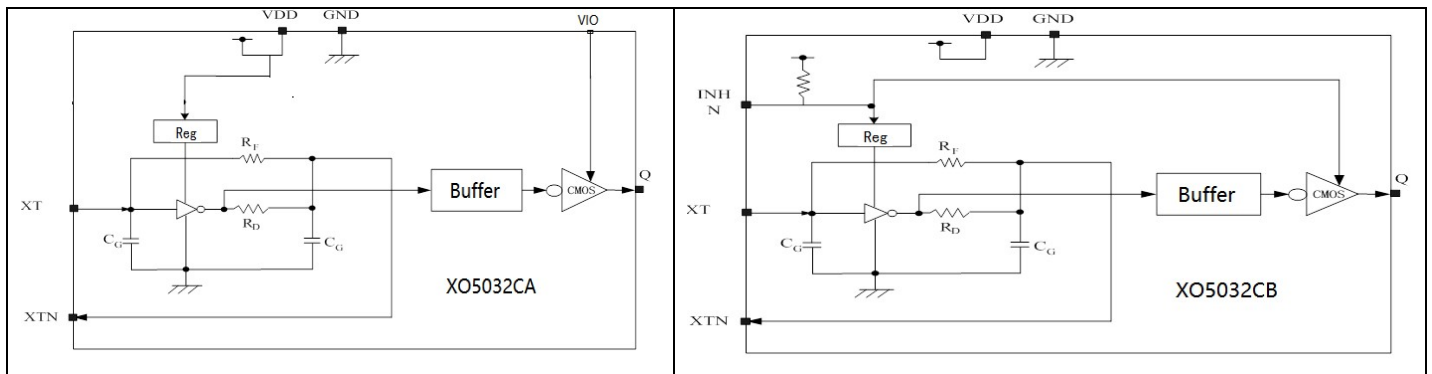 VDD GND VIO
Reg
RF
XT
RD
CG
CG
Buffer
CMOS
Q
XO5032CA
XTN
VDD GND
INH
N
Reg
RF
XT
RD
CG
CG
Buffer
CMOS
Q
XO5032CB
XTN